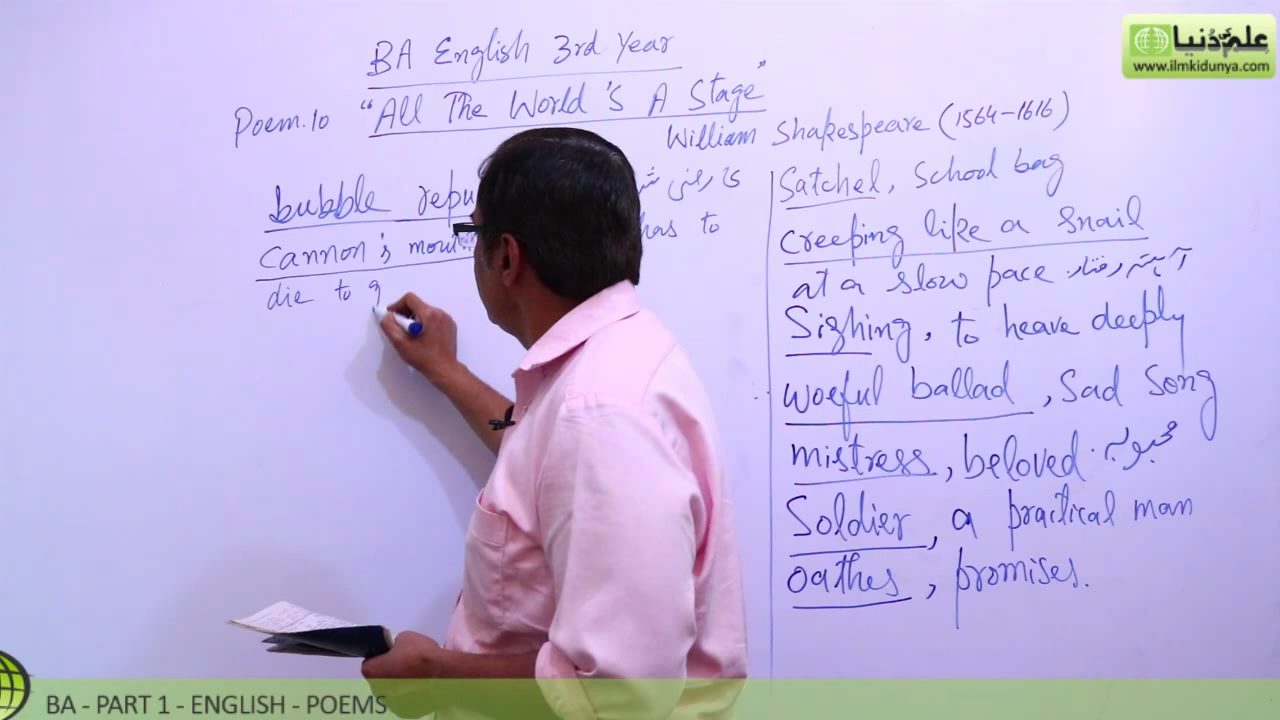 علم کی دُنیا
www.ilmkidunya.com
BA English 3rd Year
Poem.10 "All The World's A Stage"
William Shakespeare (1564-1616)
bubble
cannon's has to
die to g
Satchel, School bag
creeping like a snail
at a slow pace آہستہ رفتار
Sighing, to heave deeply
woeful ballad, Sad Song
mistress, beloved. محبوبہ
Soldier, a practical man
oathes, promises.
BA - PART 1 - ENGLISH - POEMS